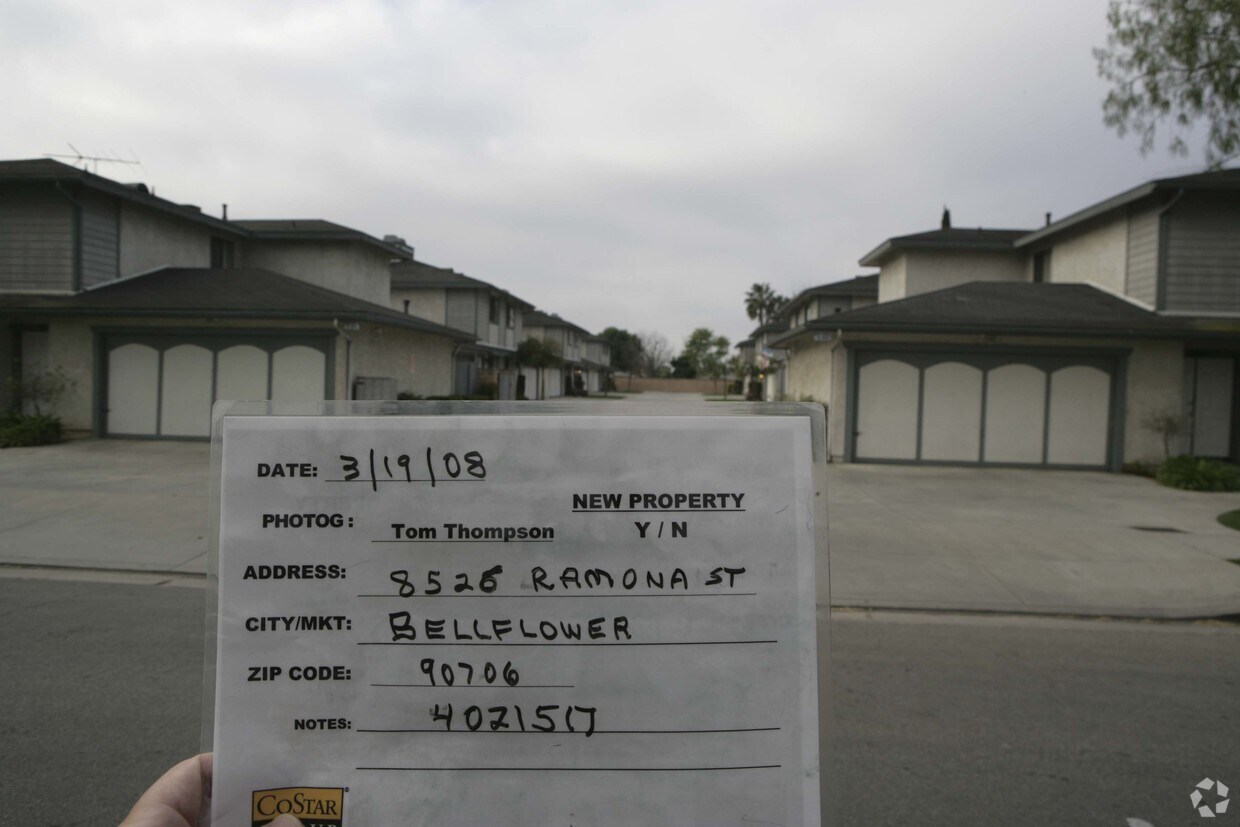 DATE: 3/19/08
NEW PROPERTY
PHOTOG: Tom Thompson Y / N
ADDRESS: 8526 RAMONA ST
CITY/MKT: BELLFLOWER
ZIP CODE: 90706
NOTES: 4021517
COSTAR